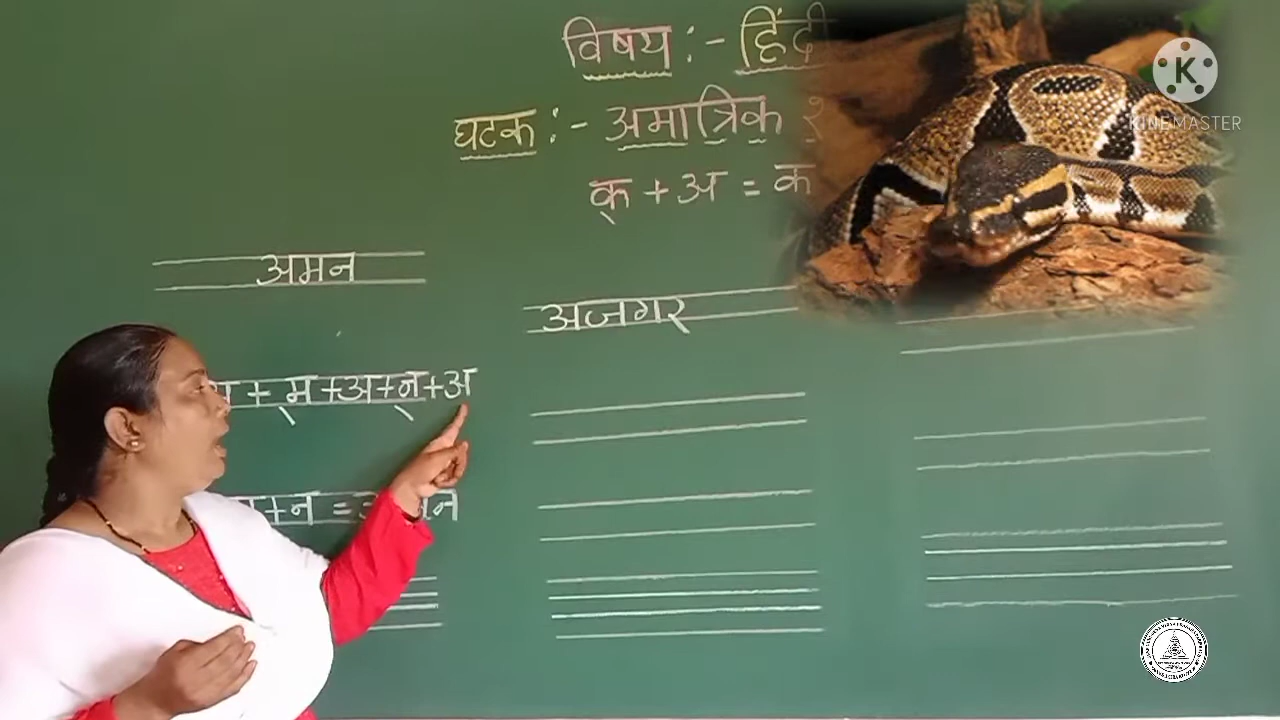 विषय :- हिंदी
घटक :- अमात्रिक
क् + अ = क
अमन
अजगर
+ म् + अ + न् + अ
+ न =
KINEMASTER